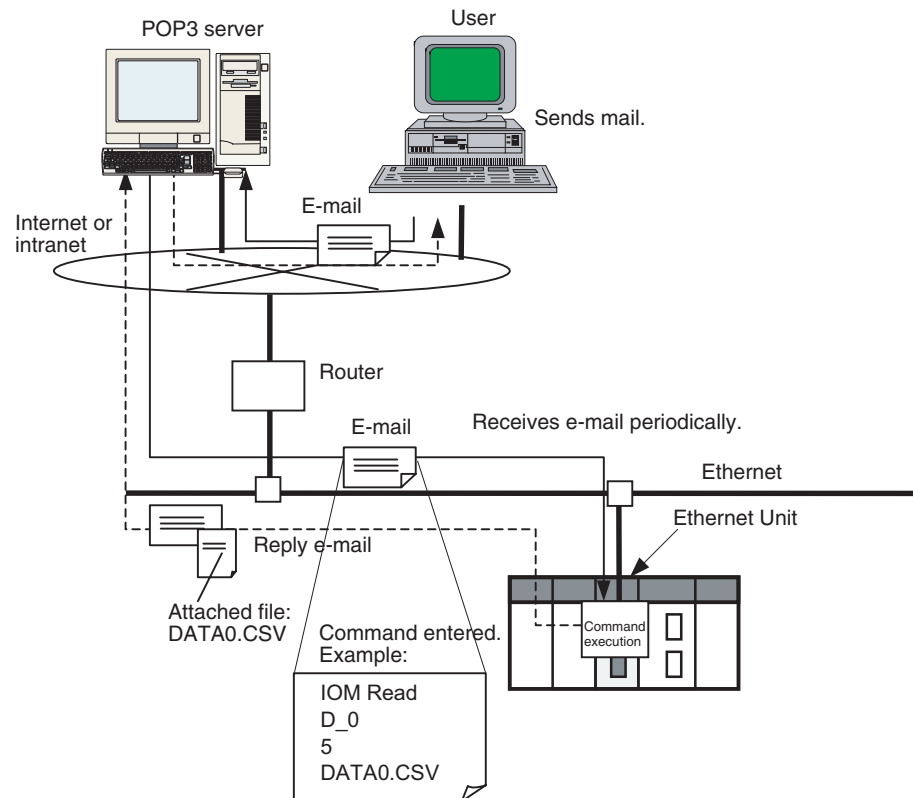 User
POP3 server
Sends mail.
E-mail
Internet or
intranet
Router
E-mail
Receives e-mail periodically.
Ethernet
Ethernet Unit
Reply e-mail
Attached file:
DATA0.CSV
Command
execution
Command entered.
Example:
IOM Read
D_0
5
DATA0.CSV